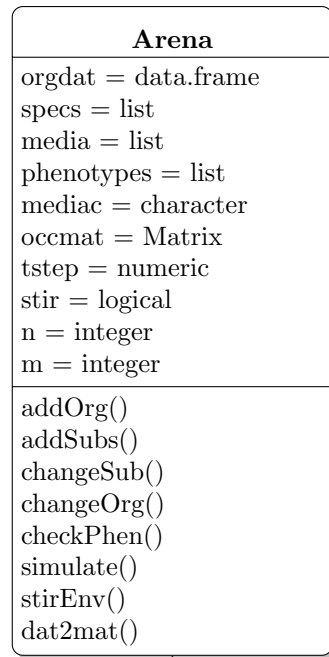 Arena
orgdat = data.frame
specs = list
media = list
phenotypes = list
mediac = character
occmat = Matrix
tstep = numeric
stir = logical
n = integer
m = integer
addOrg()
addSubs()
changeSub()
changeOrg()
checkPhen()
simulate()
stirEnv()
dat2mat()